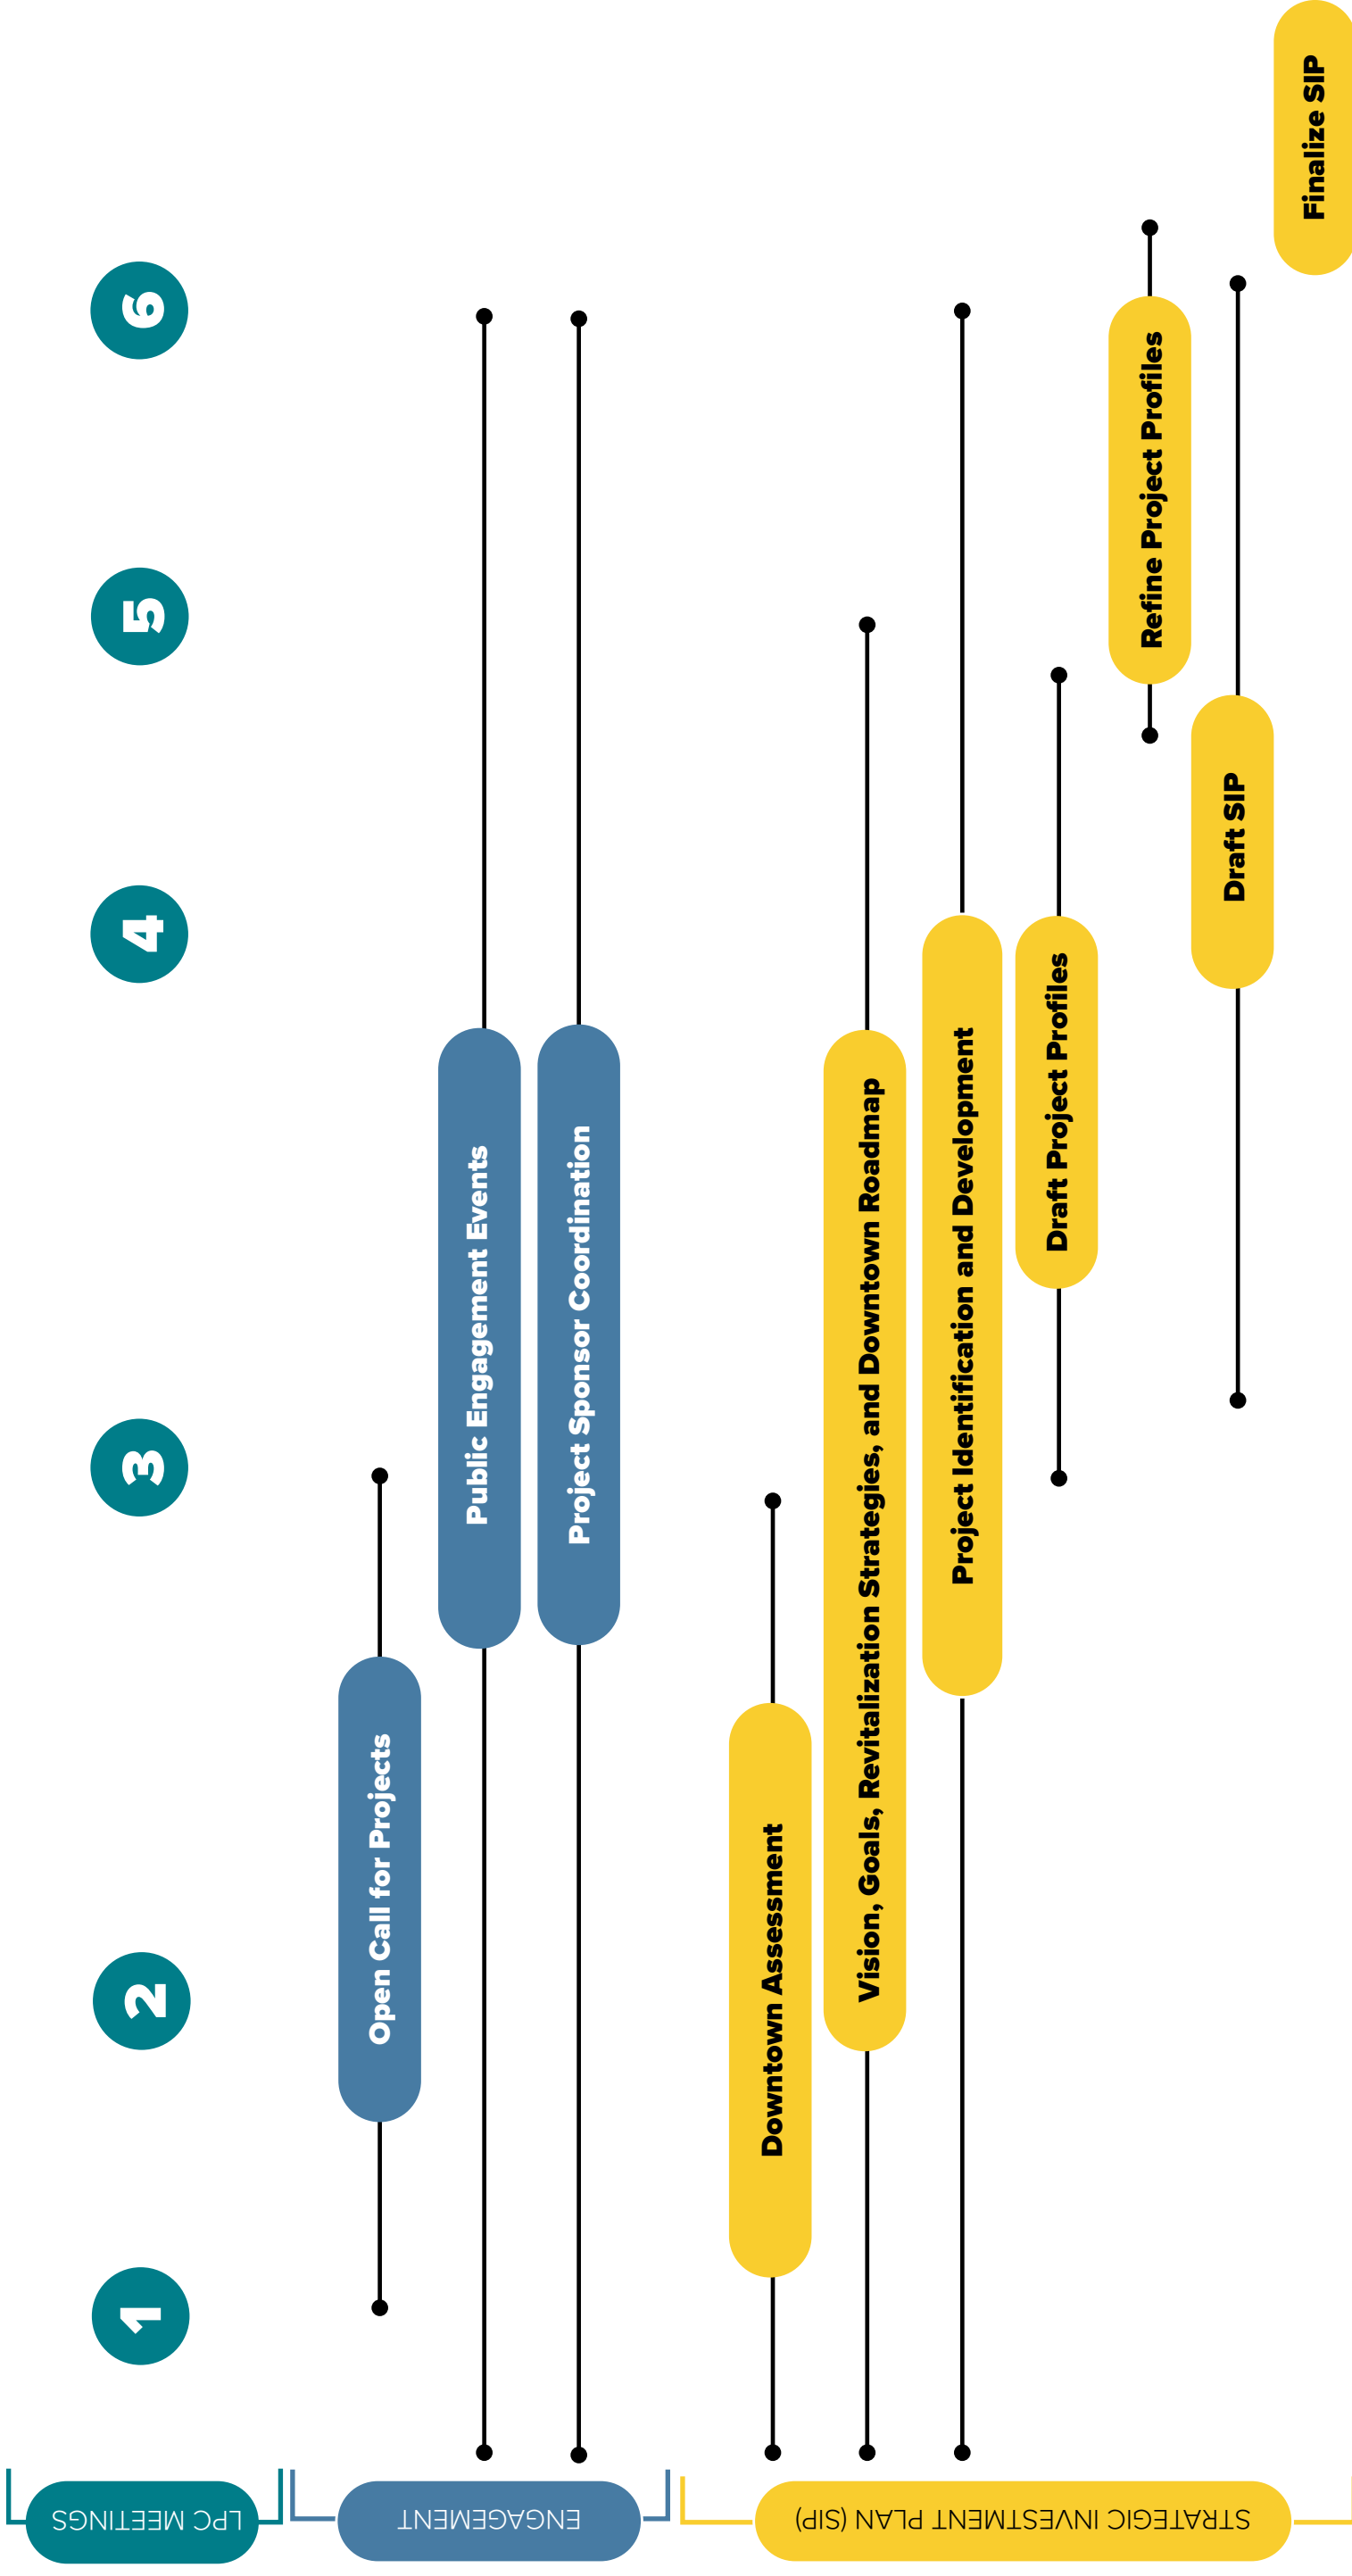 LPC MEETINGS
1
2
3
4
5
6
ENGAGEMENT
Open Call for Projects
Public Engagement Events
Project Sponsor Coordination
STRATEGIC INVESTMENT PLAN (SIP)
Downtown Assessment
Vision, Goals, Revitalization Strategies, and Downtown Roadmap
Project Identification and Development
Draft Project Profiles
Refine Project Profiles
Draft SIP
Finalize SIP